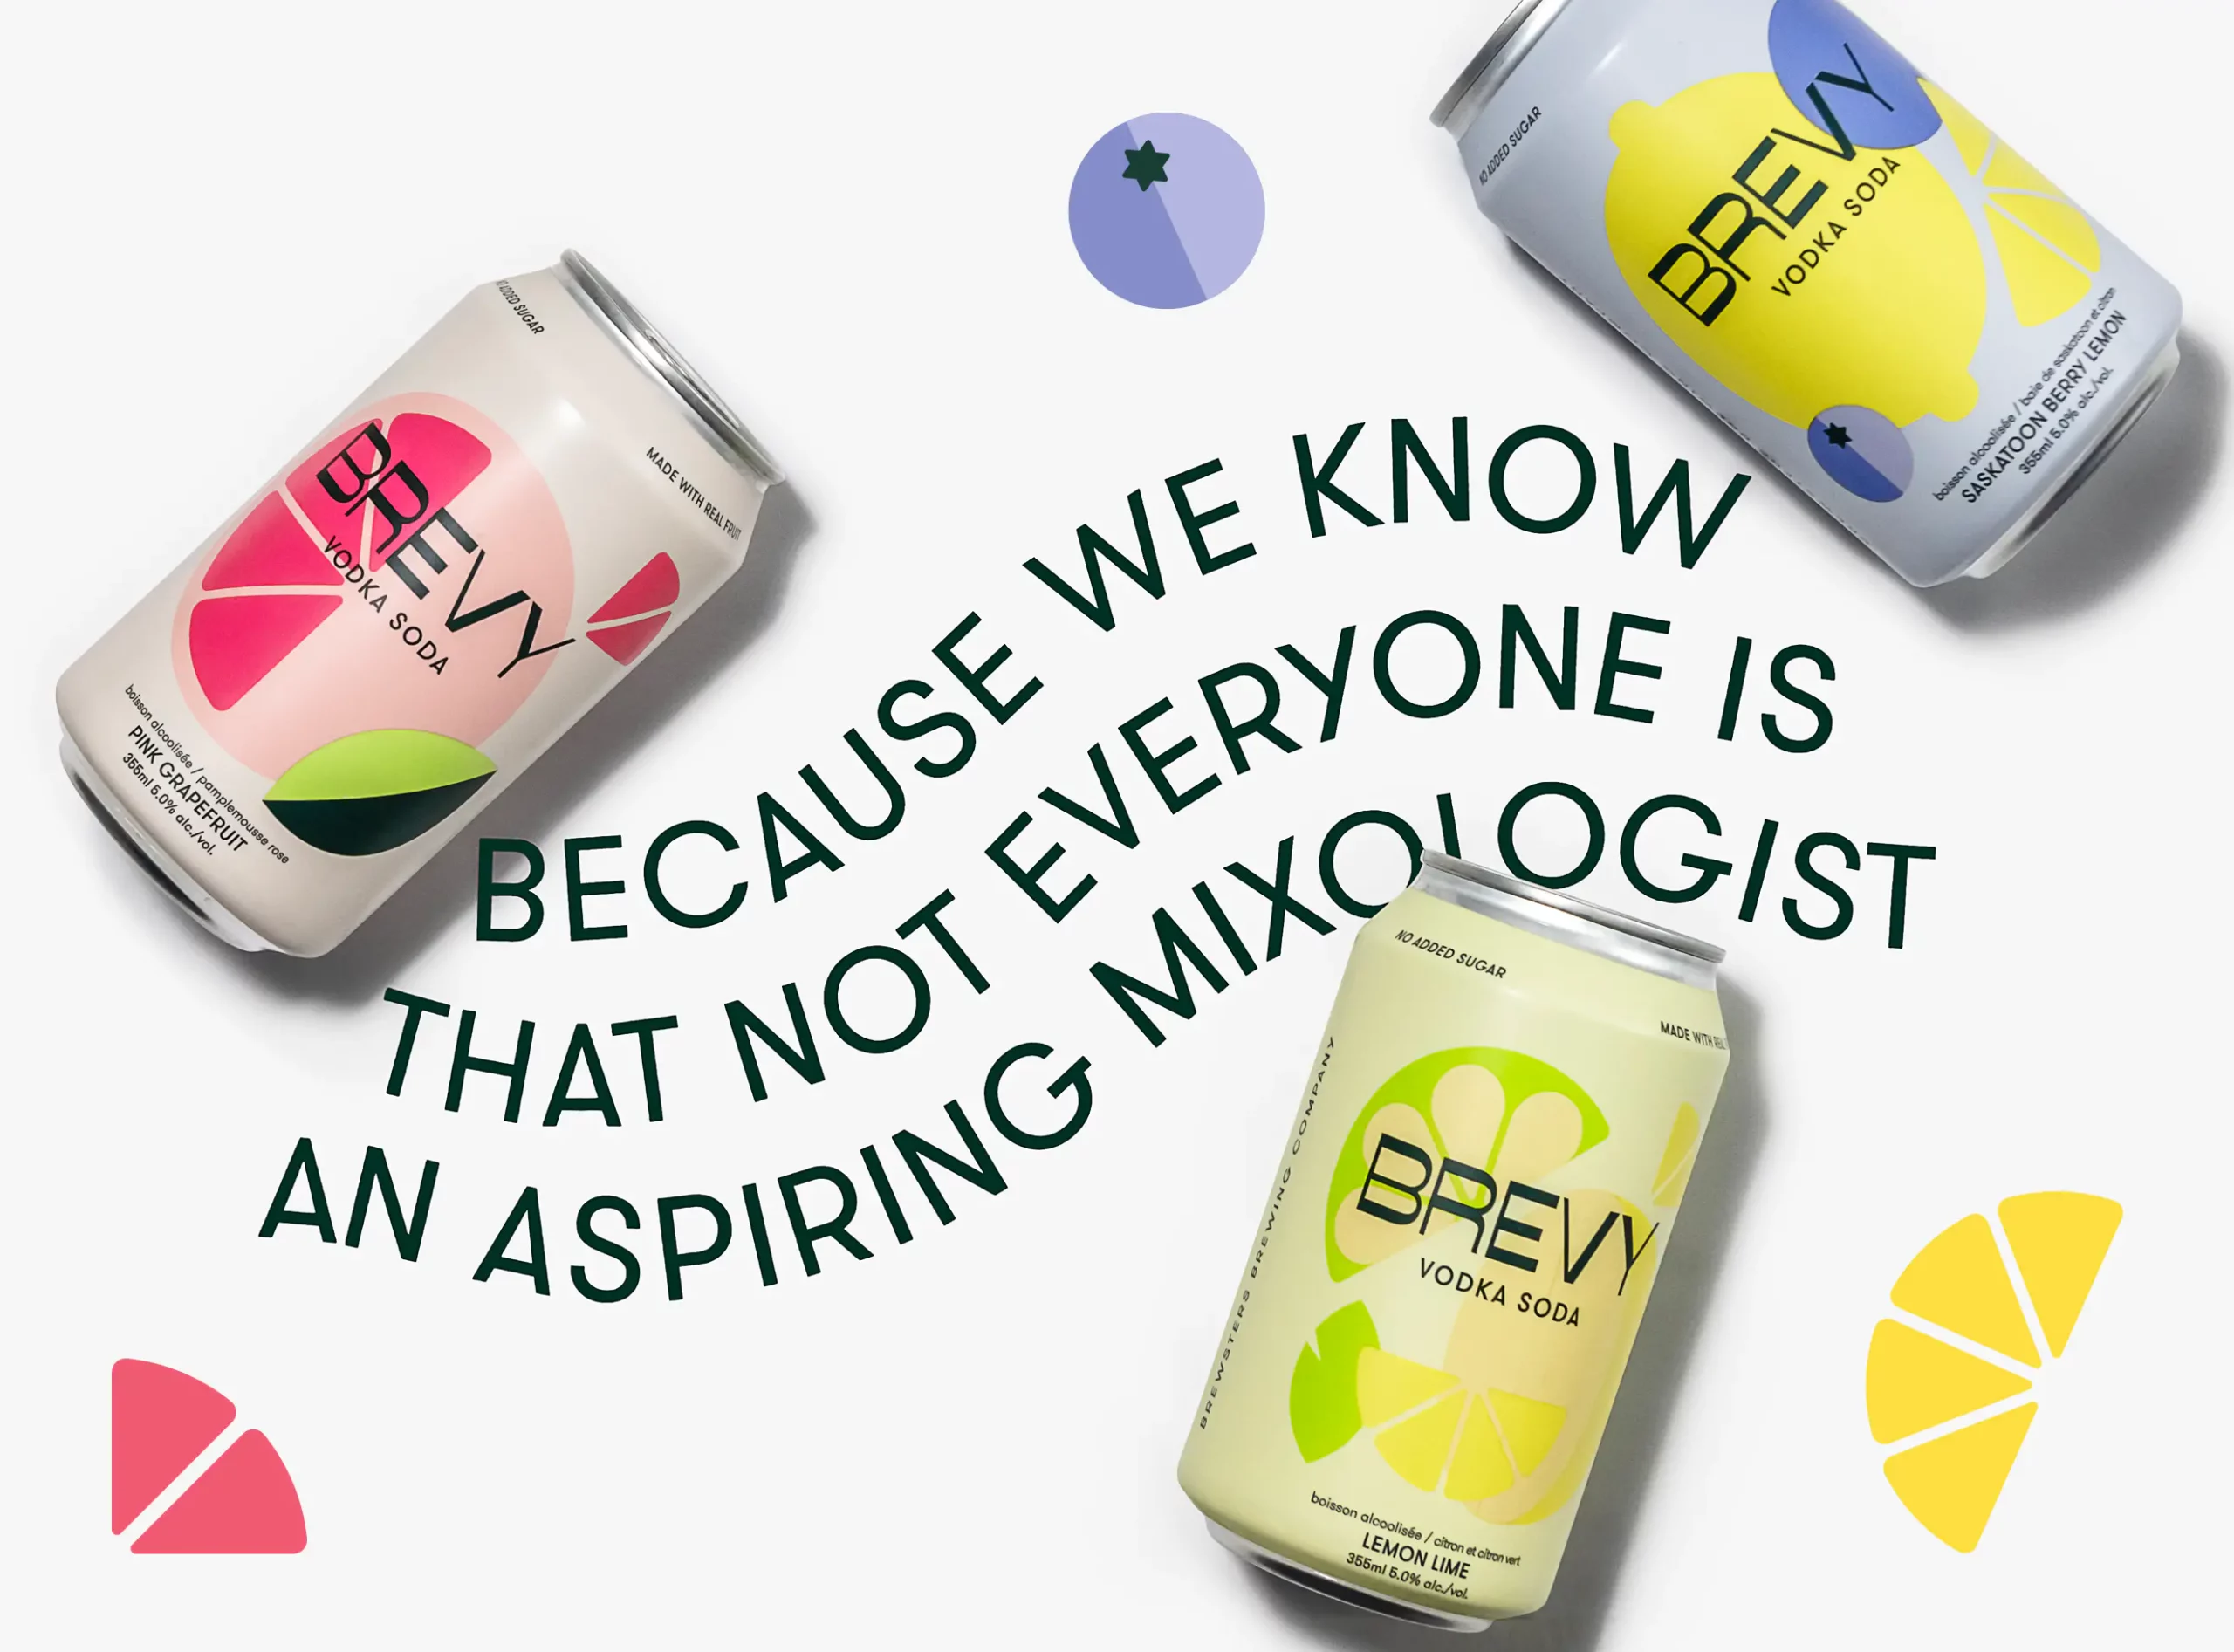 BECAUSE WE KNOW
THAT NOT EVERYONE IS
AN ASPIRING MIXOLOGIST
ADDED SUGAR
MADE WITH REAL FRUIT
BREVY
VODKA SODA
boisson alcoolisée / pamplemousse rose
PINK GRAPEFRUIT
355ml 5.0% alc./vol.
NO ADDED SUGAR
BREVY
VODKA SODA
boisson alcoolisée / baie de saskatoon et citron
SASKATOON BERRY LEMON
355ml 5.0% alc./vol.
NO ADDED SUGAR
MADE WITH REAL
BREWSTERS BREWING COMPANY
BREVY
VODKA SODA
boisson alcoolisée / citron et citron vert
LEMON LIME
355ml 5.0% alc./vol.